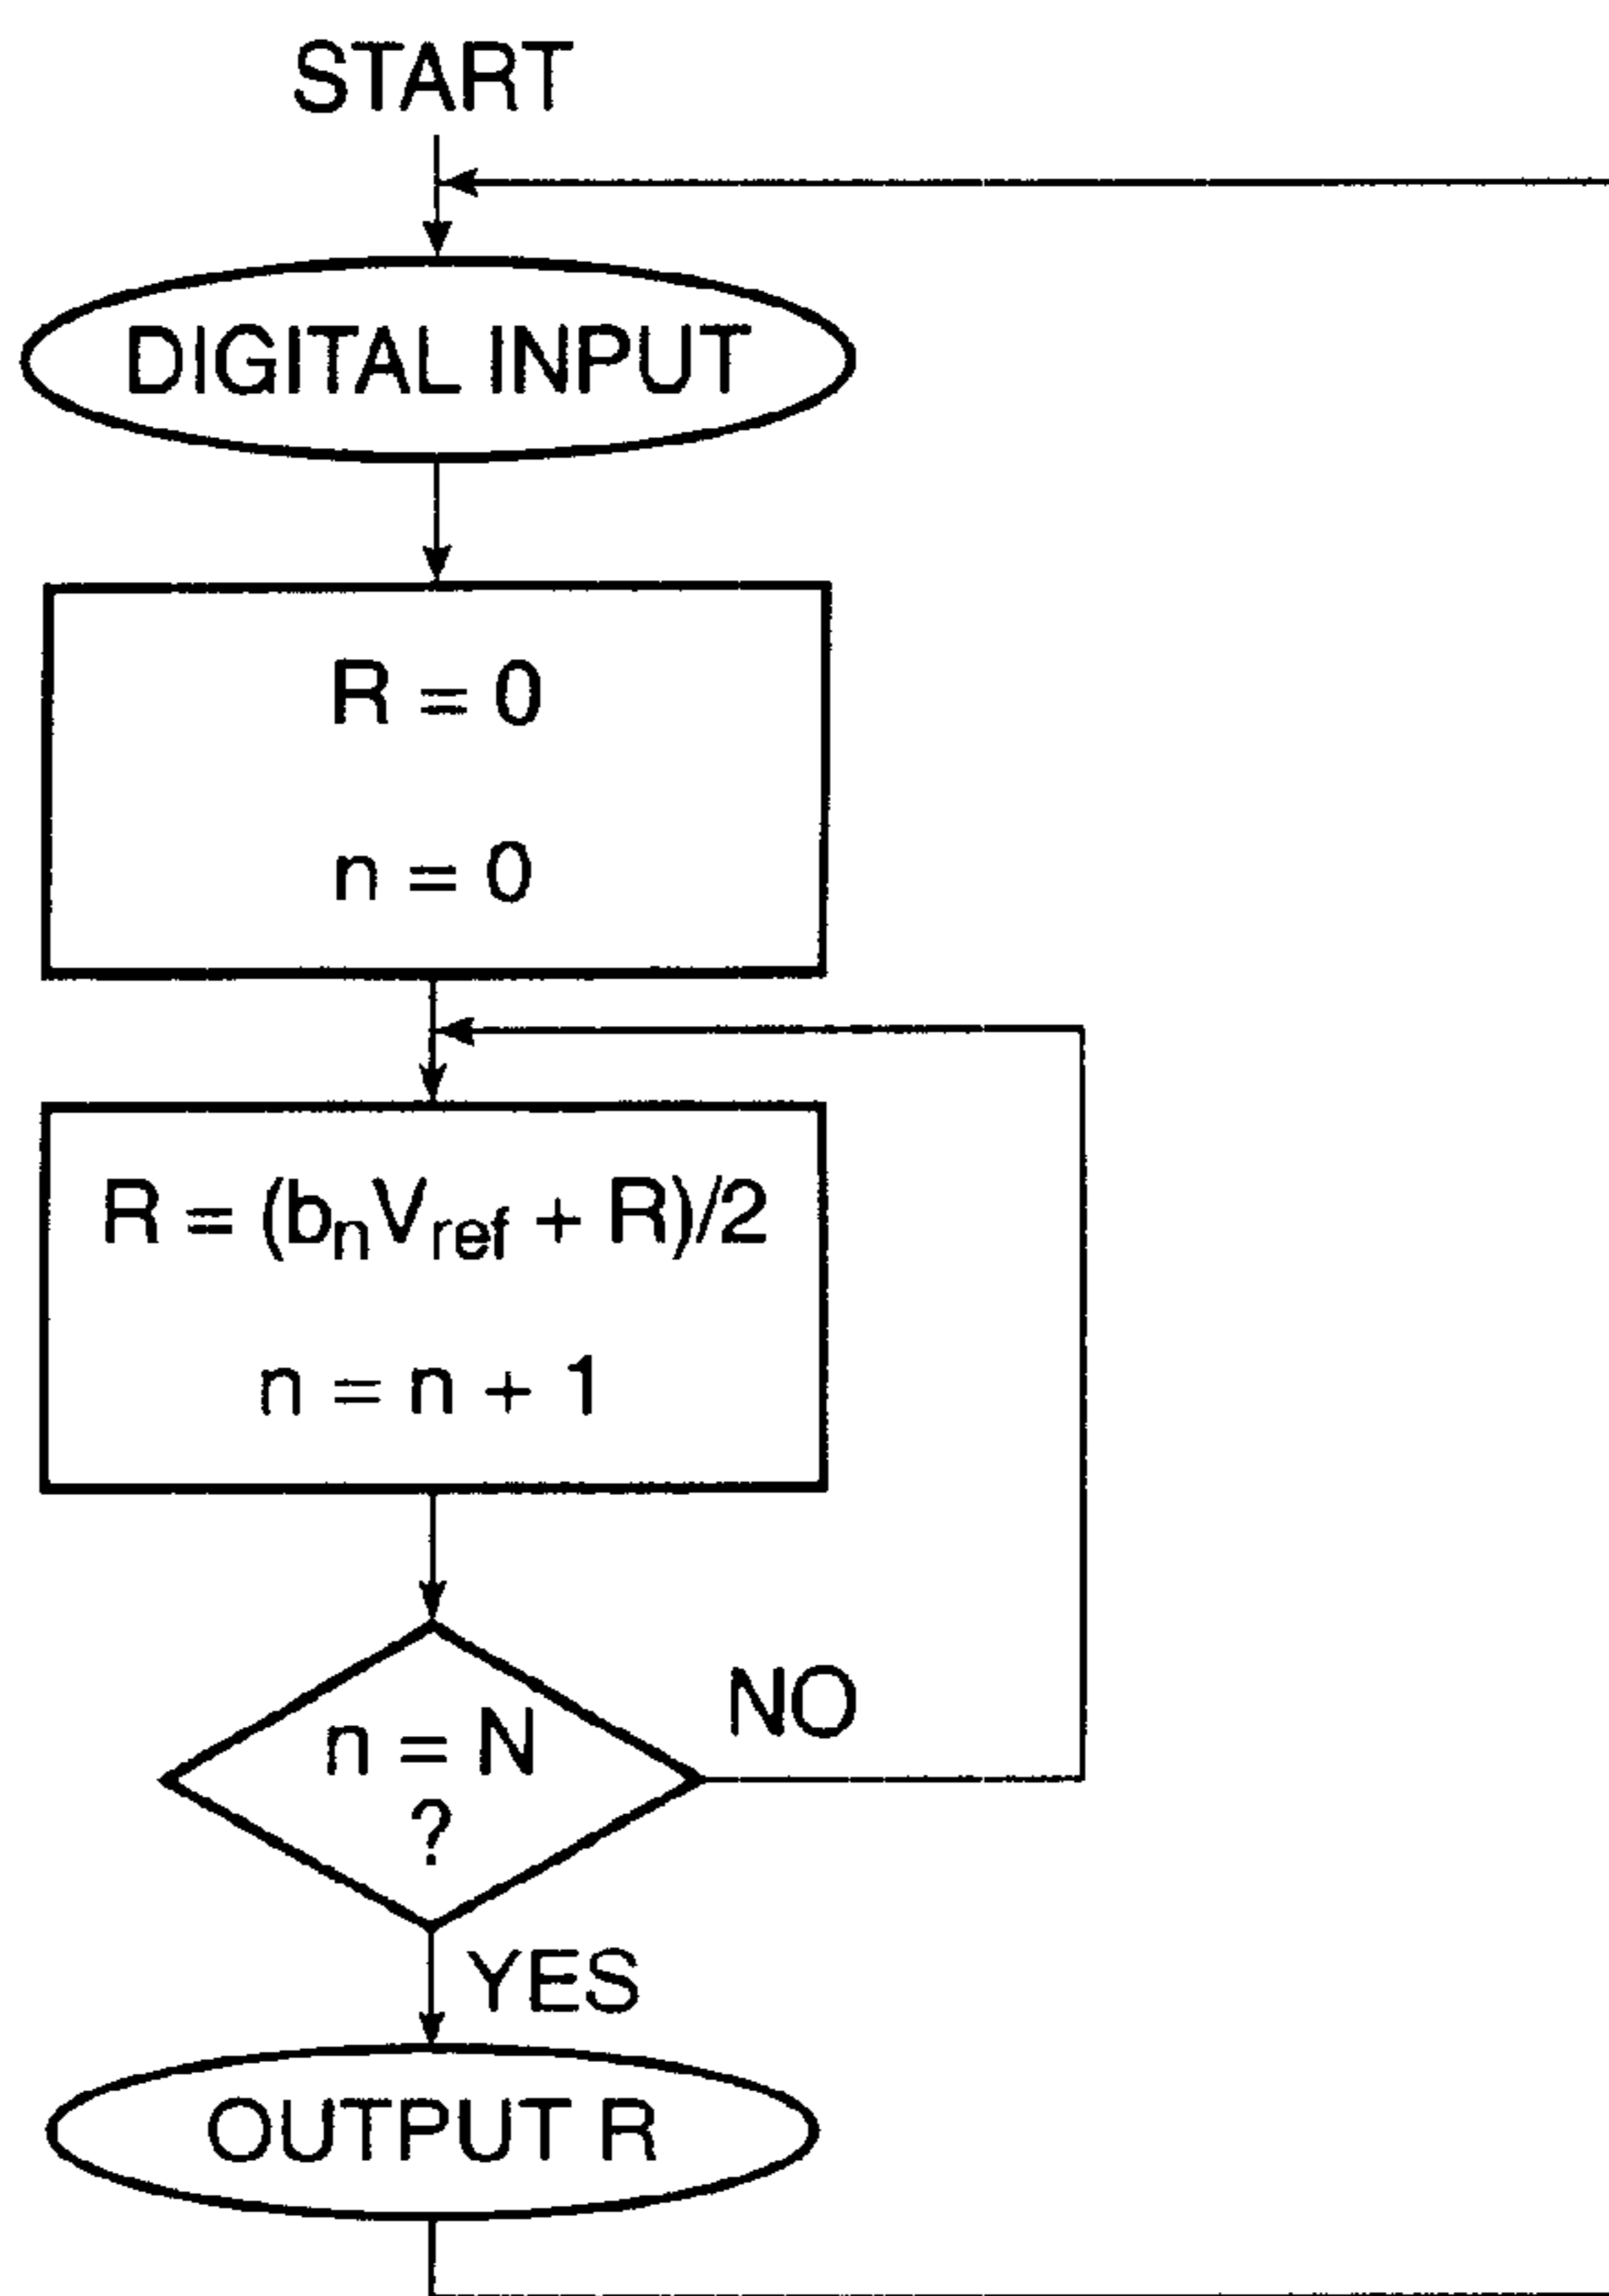 START
DIGITAL INPUT
R = 0
n = 0
R = (bnVref + R)/2
n = n + 1
n = N
?
NO
YES
OUTPUT R